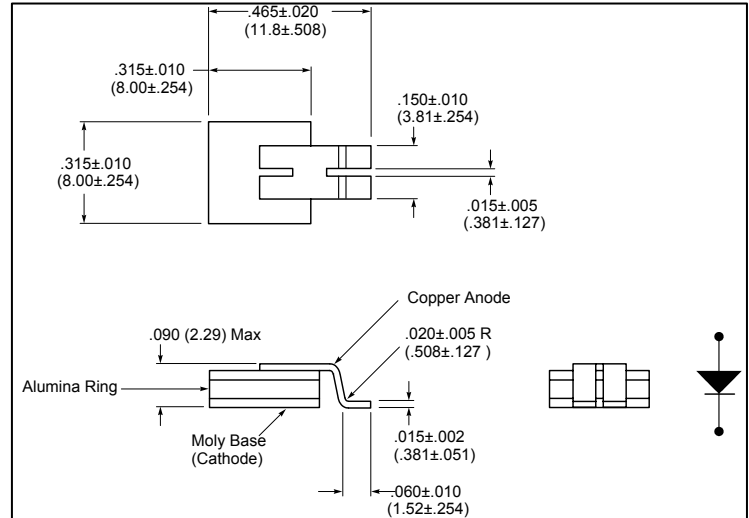 .465±.020
(11.8±.508)
.315±.010
(8.00±.254)
.150±.010
(3.81±.254)
.315±.010
(8.00±.254)
.015±.005
(.381±.127)
Copper Anode
.090 (2.29) Max
.020±.005 R
(.508±.127 )
Alumina Ring
Moly Base
(Cathode)
.015±.002
(.381±.051)
.060±.010
(1.52±.254)